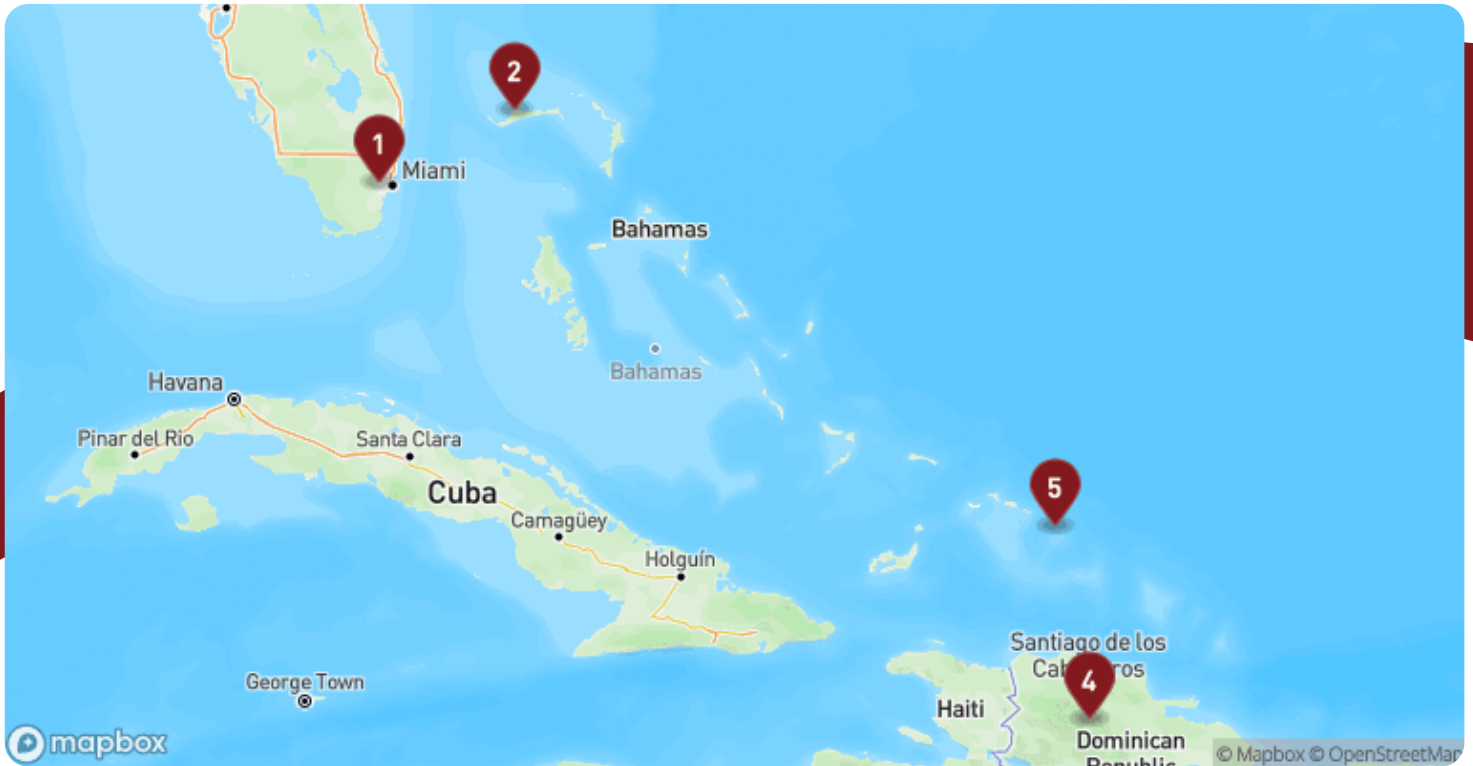 2
1
Miami
Bahamas
Bahamas
Havana
Pinar del Rio
Santa Clara
Cuba
Camagüey
Holguín
5
George Town
Santiago de los
4
Haiti
Dominican
Republic
mapbox
© Mapbox © OpenStreetMap